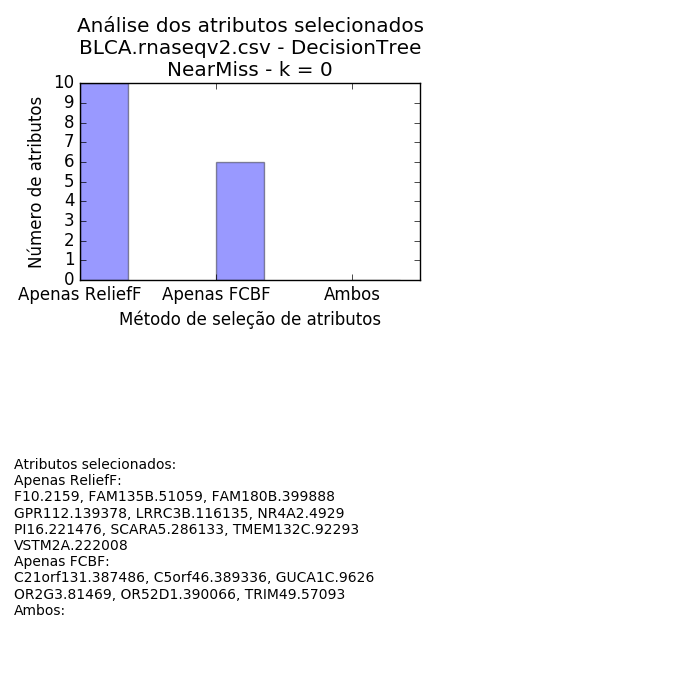 Análise dos atributos selecionados
BLCA.rnaseqv2.csv - DecisionTree
NearMiss - k = 0
10
9
8
7
6
5
4
3
2
1
0
Número de atributos
Apenas ReliefF Apenas FCBF Ambos
Método de seleção de atributos
Atributos selecionados:
Apenas ReliefF:
F10.2159, FAM135B.51059, FAM180B.399888
GPR112.139378, LRRC3B.116135, NR4A2.4929
PI16.221476, SCARA5.286133, TMEM132C.92293
VSTM2A.222008
Apenas FCBF:
C21orf131.387486, C5orf46.389336, GUCA1C.9626
OR2G3.81469, OR52D1.390066, TRIM49.57093
Ambos: